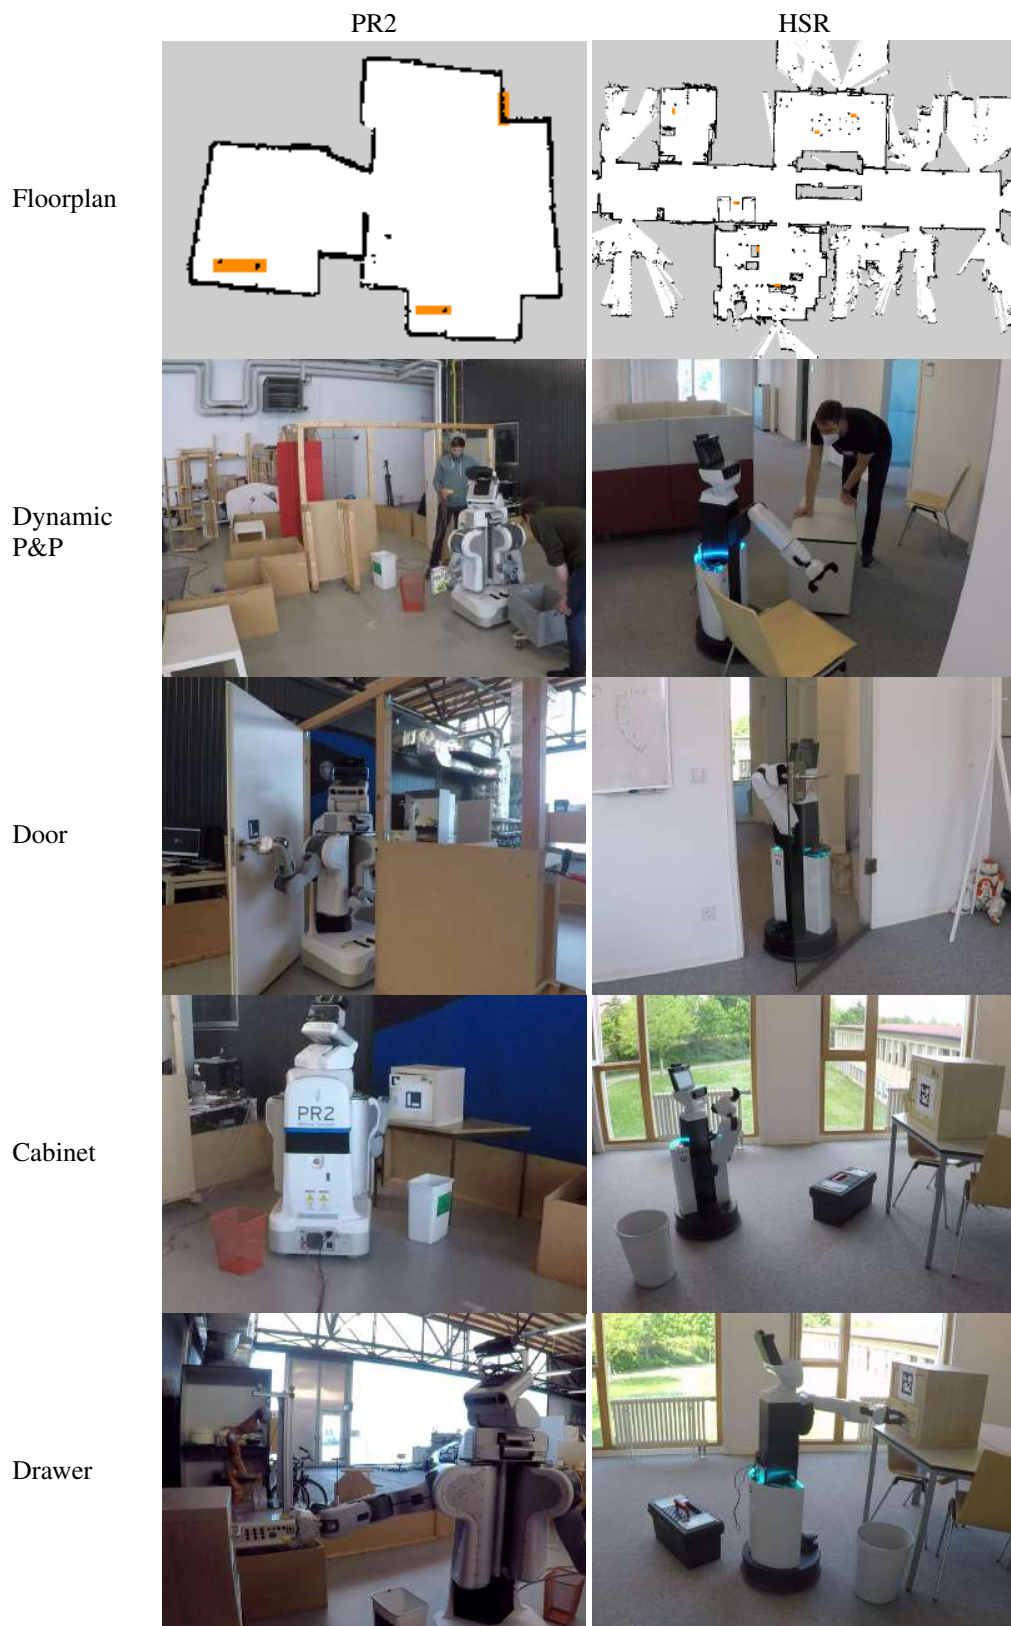 PR2
HSR
Floorplan
Dynamic
P&P
Door
Cabinet
PR2
Drawer